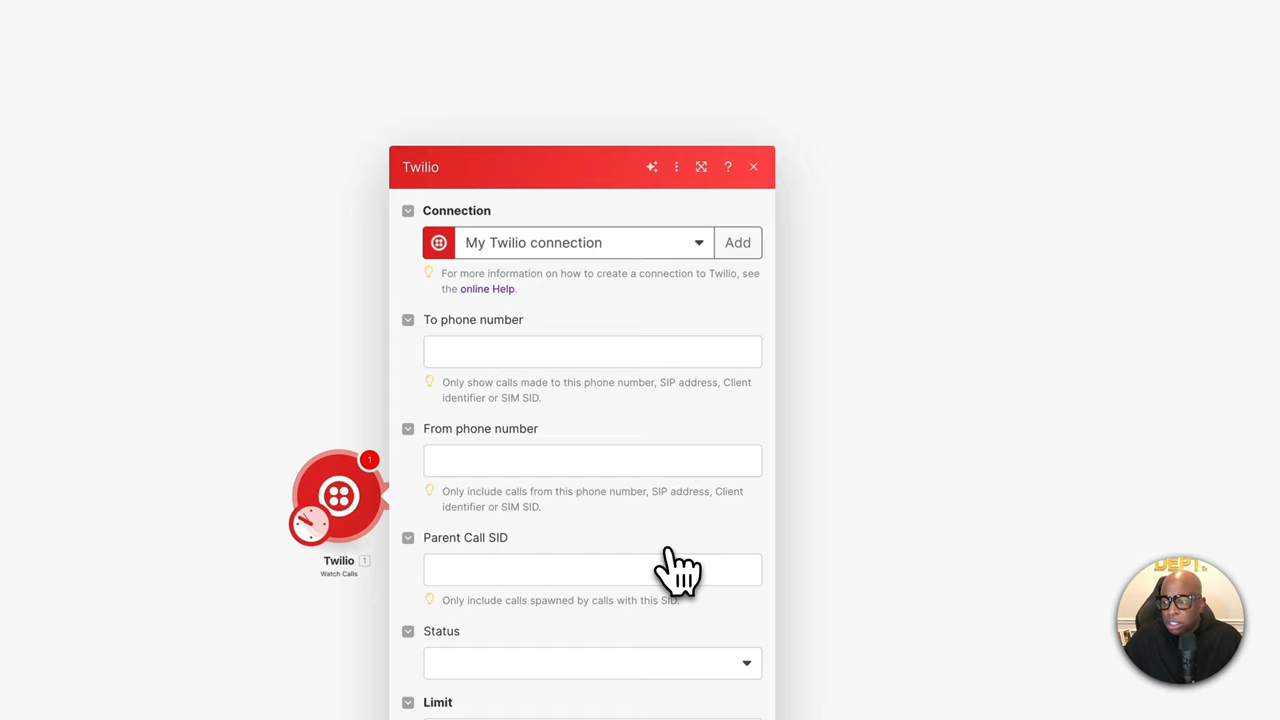 Twilio
?
Connection
My Twilio connection
Add
For more information on how to create a connection to Twilio, see
the online Help.
To phone number
Only show calls made to this phone number, SIP address, Client
identifier or SIM SID.
From phone number
Only include calls from this phone number, SIP address, Client
identifier or SIM SID.
Parent Call SID
Only include calls spawned by calls with this SID.
Status
Limit
1
Twilio 1
Watch Calls
DEPT